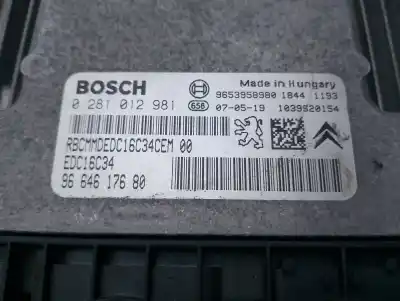 BOSCH
Made in Hungary
9653958980 1844 1193
0 281 012 981
658
07-05-19 1039S20154
RBCMMDEDC16C34CEM 00
EDC16C34
96 646 176 80